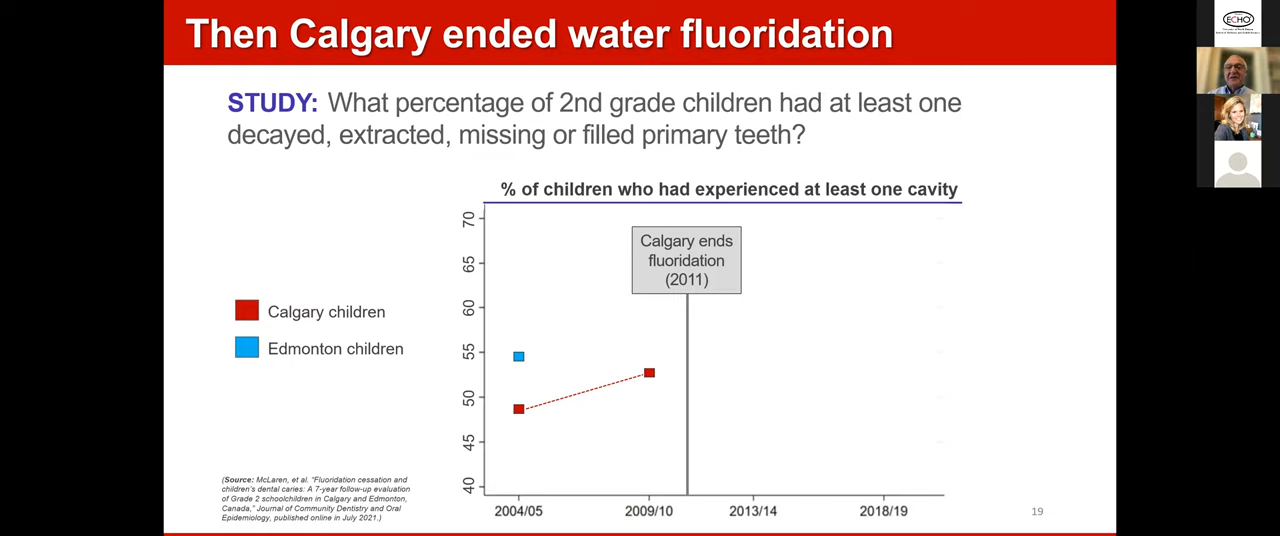 Then Calgary ended water fluoridation
STUDY: What percentage of 2nd grade children had at least one
decayed, extracted, missing or filled primary teeth?
% of children who had experienced at least one cavity
70
65
60
55
50
45
40
Calgary ends
fluoridation
(2011)
Calgary children
Edmonton children
2004/05
2009/10
2013/14
2018/19
(Source: McLaren, et al. "Fluoridation cessation and
children's dental caries: A 7-year follow-up evaluation
of Grade 2 schoolchildren in Calgary and Edmonton,
Canada," Journal of Community Dentistry and Oral
Epidemiology, published online in July 2021.)
19
ECHO